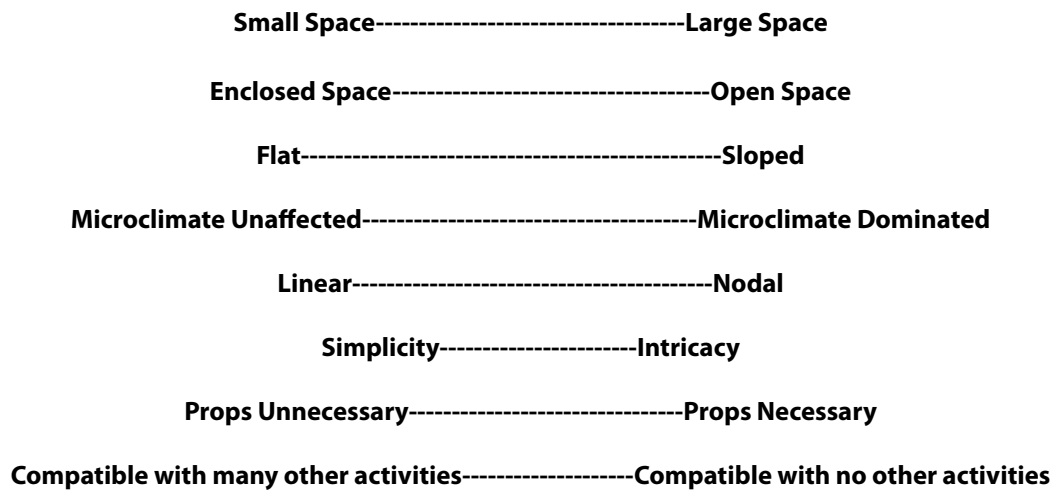 Small Space------------------------------------Large Space
Enclosed Space-------------------------------------Open Space
Flat-------------------------------------------------Sloped
Microclimate Unaffected---------------------------------------Microclimate Dominated
Linear------------------------------------------Nodal
Simplicity-----------------------Intricacy
Props Unnecessary--------------------------------Props Necessary
Compatible with many other activities--------------------Compatible with no other activities